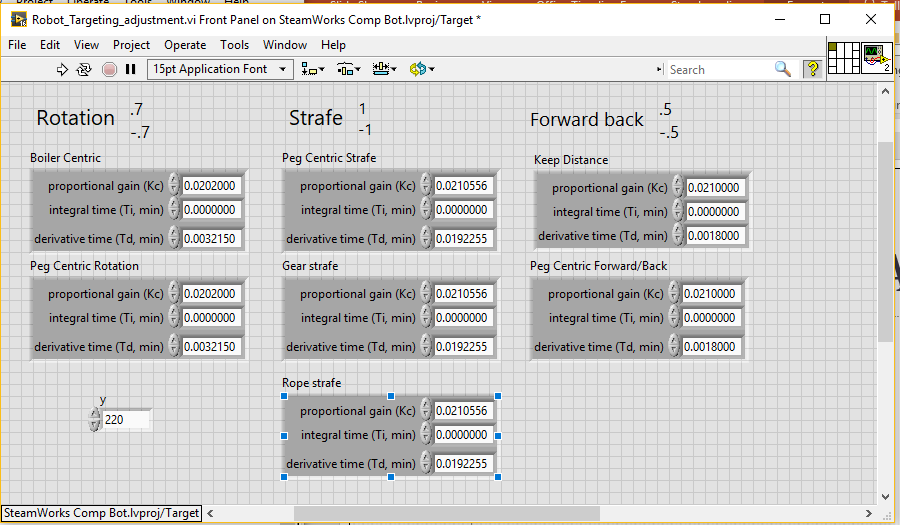 Robot_Targeting_adjustment.vi Front Panel on SteamWorks Comp Bot.lvproj/Target *
File Edit View Project Operate Tools Window Help
15pt Application Font
Search
?
2
Rotation .7
-.7
Strafe 1
-1
Forward back .5
-.5
Boiler Centric
proportional gain (Kc) 0.0202000
integral time (Ti, min) 0.0000000
derivative time (Td, min) 0.0032150
Peg Centric Strafe
proportional gain (Kc) 0.0210556
integral time (Ti, min) 0.0000000
derivative time (Td, min) 0.0192255
Keep Distance
proportional gain (Kc) 0.0210000
integral time (Ti, min) 0.0000000
derivative time (Td, min) 0.0018000
Peg Centric Rotation
proportional gain (Kc) 0.0202000
integral time (Ti, min) 0.0000000
derivative time (Td, min) 0.0032150
Gear strafe
proportional gain (Kc) 0.0210556
integral time (Ti, min) 0.0000000
derivative time (Td, min) 0.0192255
Peg Centric Forward/Back
proportional gain (Kc) 0.0210000
integral time (Ti, min) 0.0000000
derivative time (Td, min) 0.0018000
y
220
Rope strafe
proportional gain (Kc) 0.0210556
integral time (Ti, min) 0.0000000
derivative time (Td, min) 0.0192255
SteamWorks Comp Bot.lvproj/Target